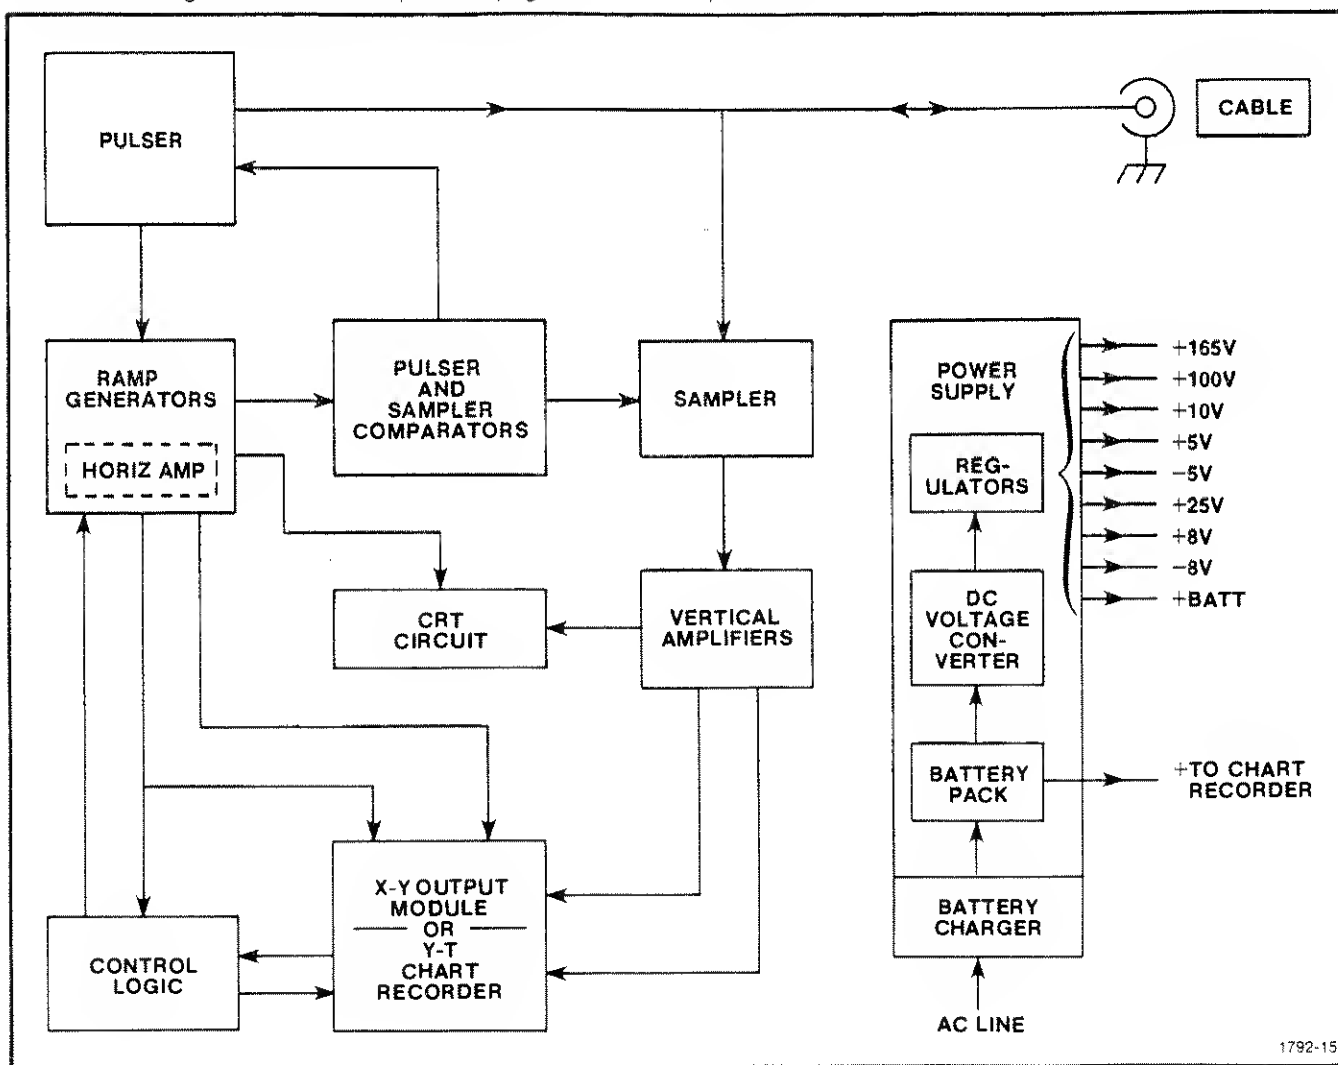 PULSER
CABLE
RAMP
GENERATORS
HORIZ AMP
PULSER
AND
SAMPLER
COMPARATORS
SAMPLER
POWER
SUPPLY
REG-
ULATORS
+165V
+100V
+10V
+5V
-5V
+25V
+8V
-8V
+BATT
CRT
CIRCUIT
VERTICAL
AMPLIFIERS
DC
VOLTAGE
CON-
VERTER
BATTERY
PACK
+TO CHART
RECORDER
X-Y OUTPUT
MODULE
OR
Y-T
CHART
RECORDER
CONTROL
LOGIC
BATTERY
CHARGER
AC LINE
1792-15